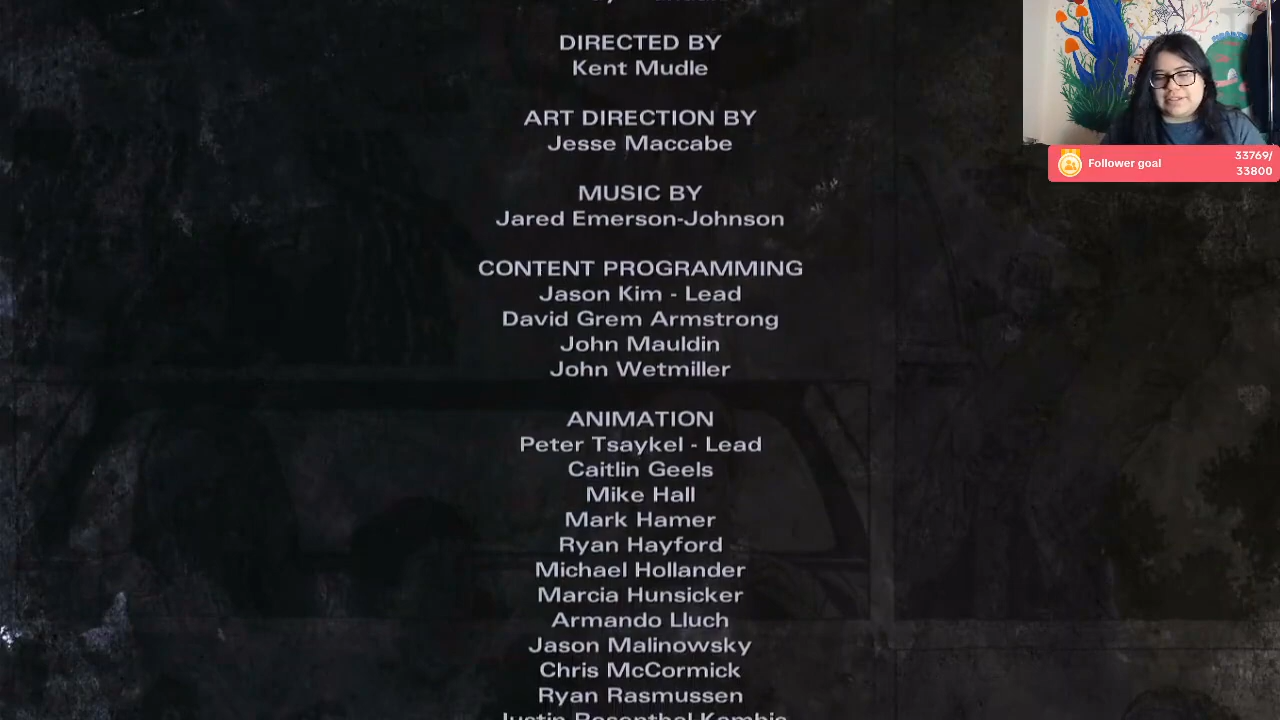 DIRECTED BY
Kent Mudle
ART DIRECTION BY
Jesse Maccabe
MUSIC BY
Jared Emerson-Johnson
CONTENT PROGRAMMING
Jason Kim - Lead
David Grem Armstrong
John Mauldin
John Wetmiller
ANIMATION
Peter Tsaykel - Lead
Caitlin Geels
Mike Hall
Mark Hamer
Ryan Hayford
Michael Hollander
Marcia Hunsicker
Armando Lluch
Jason Malinowsky
Chris McCormick
Ryan Rasmussen
Follower goal
33769/
33800